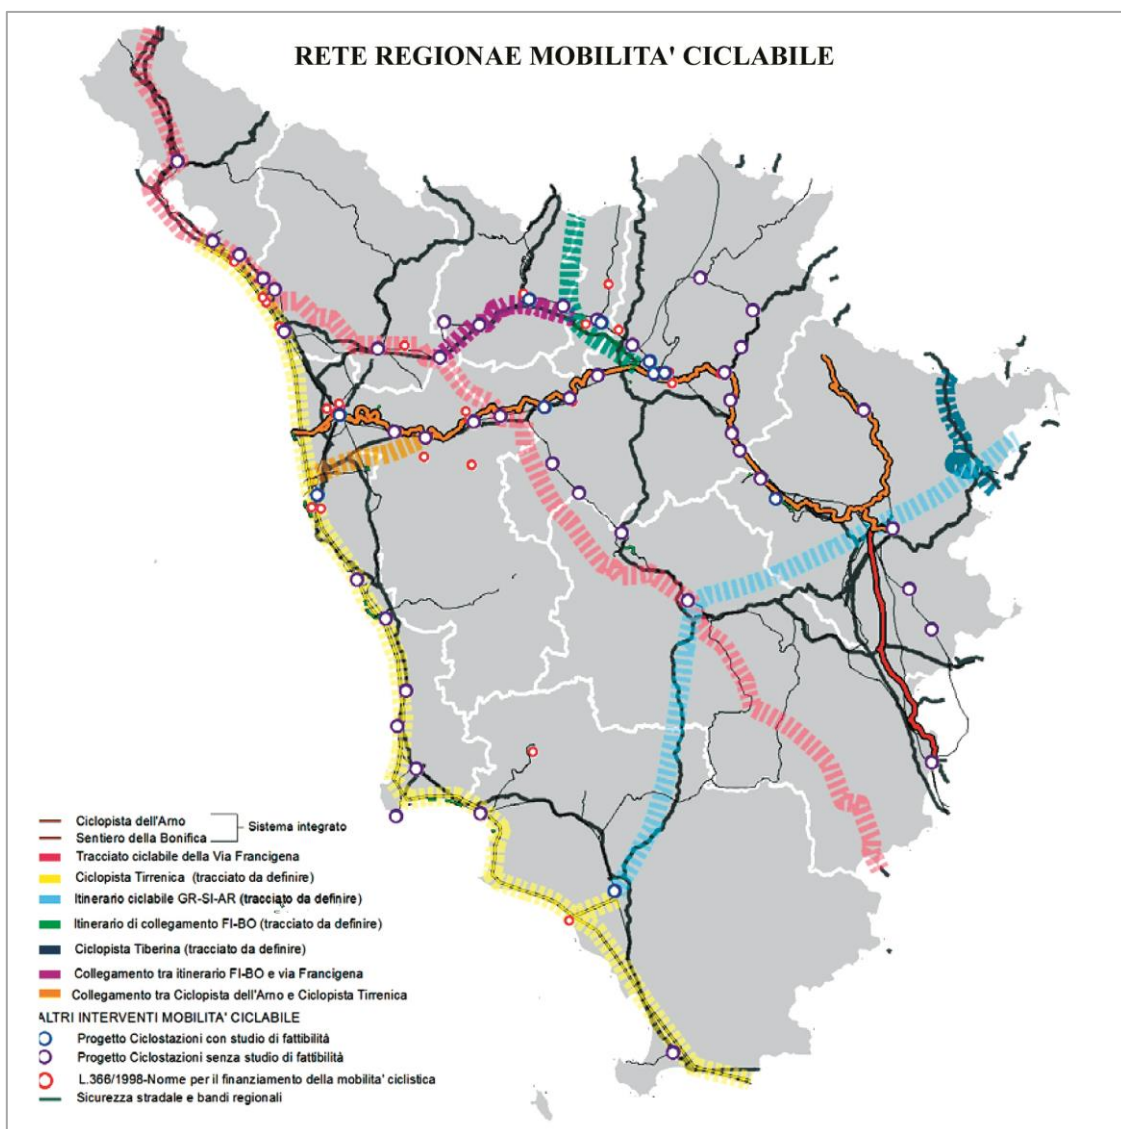 RETE REGIONAE MOBILITA' CICLABILE
Ciclopista dell'Arno
Sentiero della Bonifica
Sistema integrato
Tracciato ciclabile della Via Francigena
Ciclopista Tirrenica (tracciato da definire)
Itinerario ciclabile GR-SI-AR (tracciato da definire)
Itinerario di collegamento FI-BO (tracciato da definire)
Ciclopista Tiberina (tracciato da definire)
Collegamento tra itinerario FI-BO e via Francigena
Collegamento tra Ciclopista dell'Arno e Ciclopista Tirrenica
ALTRI INTERVENTI MOBILITA' CICLABILE
Progetto Ciclostazioni con studio di fattibilità
Progetto Ciclostazioni senza studio di fattibilità
L.366/1998-Norme per il finanziamento della mobilita' ciclistica
Sicurezza stradale e bandi regionali